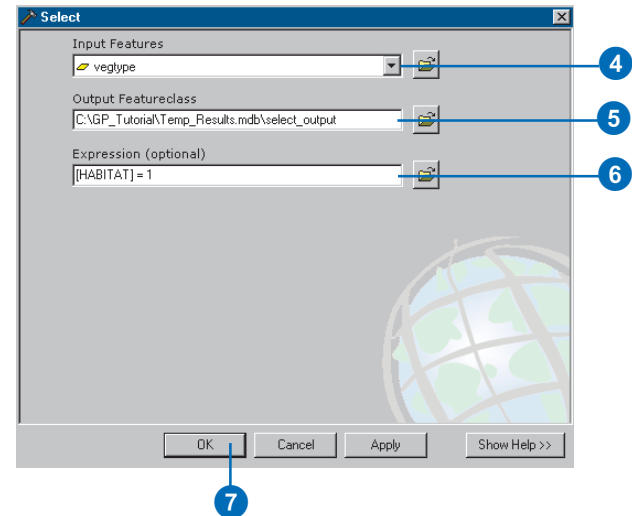 Select
Input Features
vegtype
4
Output Featureclass
C:\GP_Tutorial\Temp_Results.mdb\select_output
5
Expression (optional)
[HABITAT] = 1
6
OK Cancel Apply Show Help >>
7